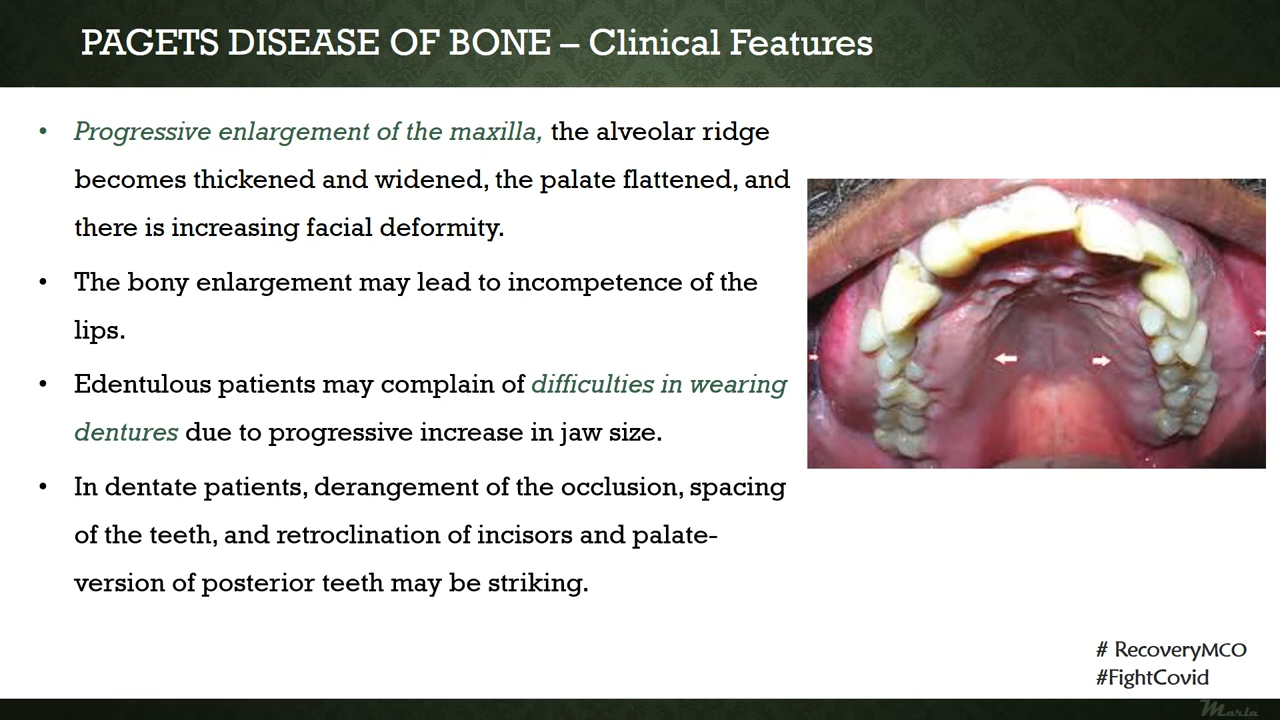 PAGETS DISEASE OF BONE – Clinical Features
• Progressive enlargement of the maxilla, the alveolar ridge
becomes thickened and widened, the palate flattened, and
there is increasing facial deformity.
• The bony enlargement may lead to incompetence of the
lips.
• Edentulous patients may complain of difficulties in wearing
dentures due to progressive increase in jaw size.
• In dentate patients, derangement of the occlusion, spacing
of the teeth, and retroclination of incisors and palate-
version of posterior teeth may be striking.
# RecoveryMCO
#FightCovid
Marla